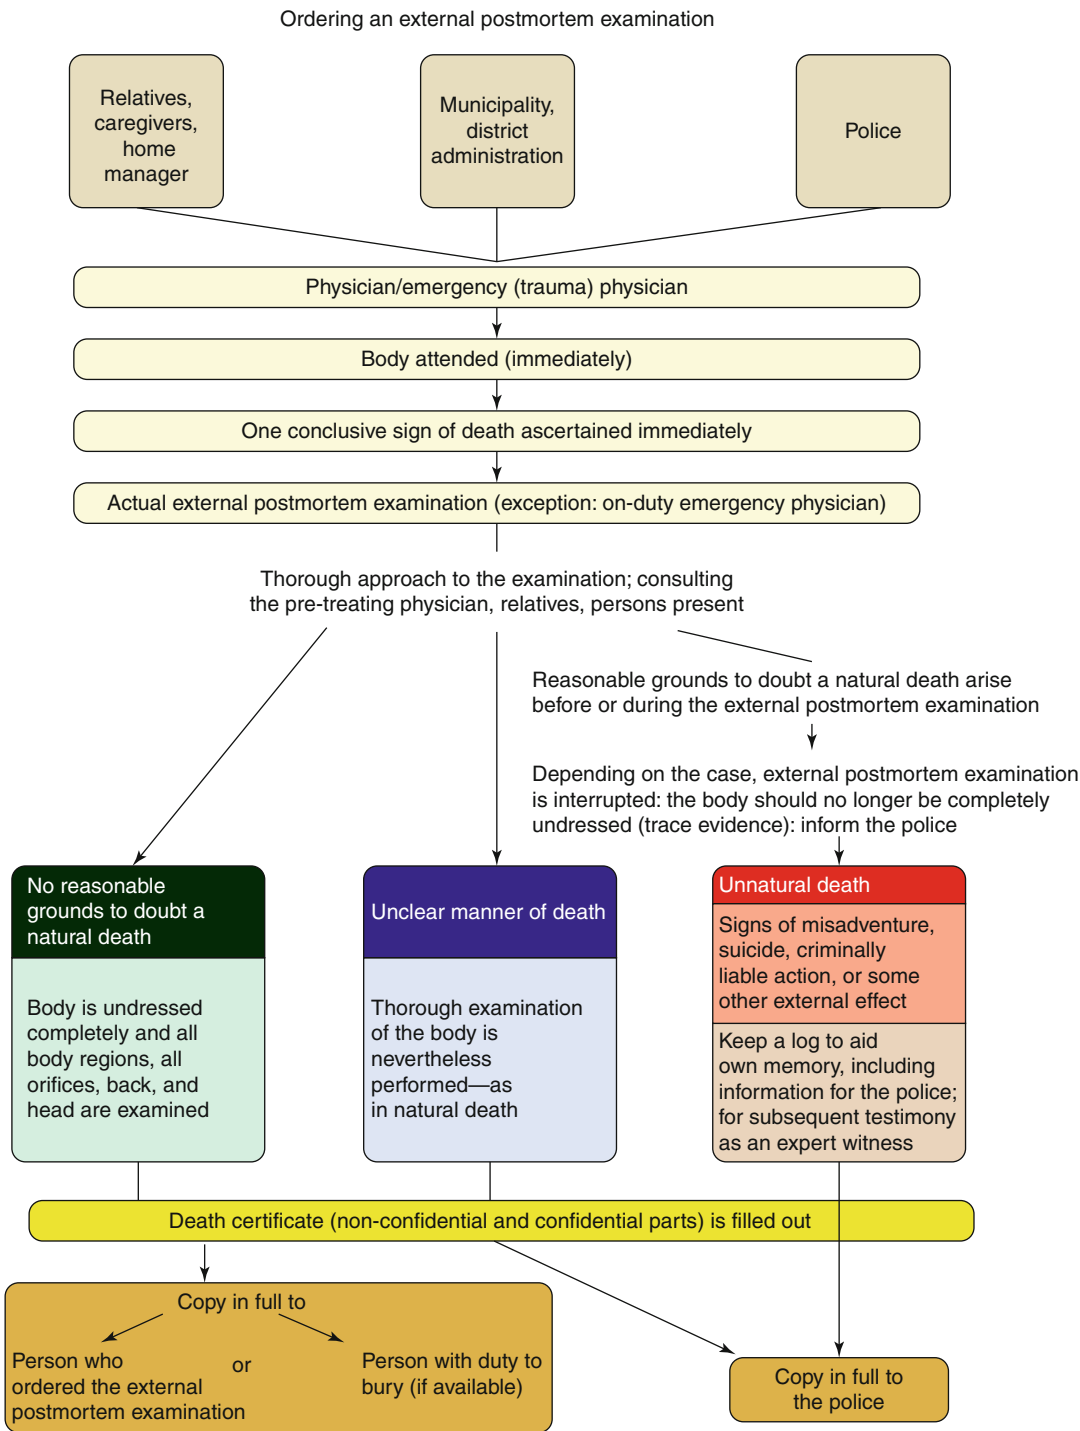 Ordering an external postmortem examination
Relatives,
caregivers,
home
manager
Municipality,
district
administration
Police
Physician/emergency (trauma) physician
Body attended (immediately)
One conclusive sign of death ascertained immediately
Actual external postmortem examination (exception: on-duty emergency physician)
Thorough approach to the examination; consulting
the pre-treating physician, relatives, persons present
Reasonable grounds to doubt a natural death arise
before or during the external postmortem examination
Depending on the case, external postmortem examination
is interrupted: the body should no longer be completely
undressed (trace evidence): inform the police
No reasonable
grounds to doubt a
natural death
Body is undressed
completely and all
body regions, all
orifices, back, and
head are examined
Unclear manner of death
Thorough examination
of the body is
nevertheless
performed—as
in natural death
Unnatural death
Signs of misadventure,
suicide, criminally
liable action, or some
other external effect
Keep a log to aid
own memory, including
information for the police;
for subsequent testimony
as an expert witness
Death certificate (non-confidential and confidential parts) is filled out
Copy in full to
Person who
ordered the external
postmortem examination
or
Person with duty to
bury (if available)
Copy in full to
the police